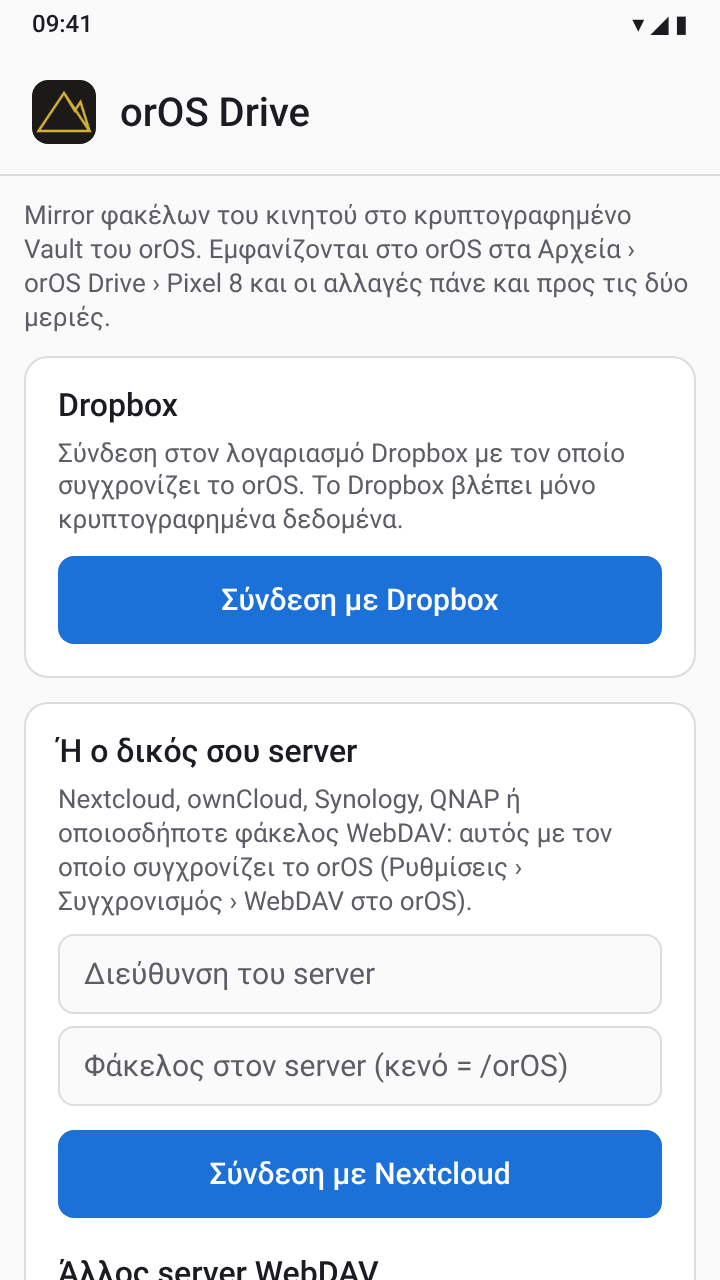 09:41
orOS Drive
Mirror φακέλων του κινητού στο κρυπτογραφημένο
Vault του orOS. Εμφανίζονται στο orOS στα Αρχεία ›
orOS Drive › Pixel 8 και οι αλλαγές πάνε και προς τις δύο
μεριές.
Dropbox
Σύνδεση στον λογαριασμό Dropbox με τον οποίο
συγχρονίζει το orOS. Το Dropbox βλέπει μόνο
κρυπτογραφημένα δεδομένα.
Σύνδεση με Dropbox
Ή ο δικός σου server
Nextcloud, ownCloud, Synology, QNAP ή
οποιοσδήποτε φάκελος WebDAV: αυτός με τον
οποίο συγχρονίζει το orOS (Ρυθμίσεις ›
Συγχρονισμός › WebDAV στο orOS).
Διεύθυνση του server
Φάκελος στον server (κενό = /orOS)
Σύνδεση με Nextcloud
Άλλος server WebDAV